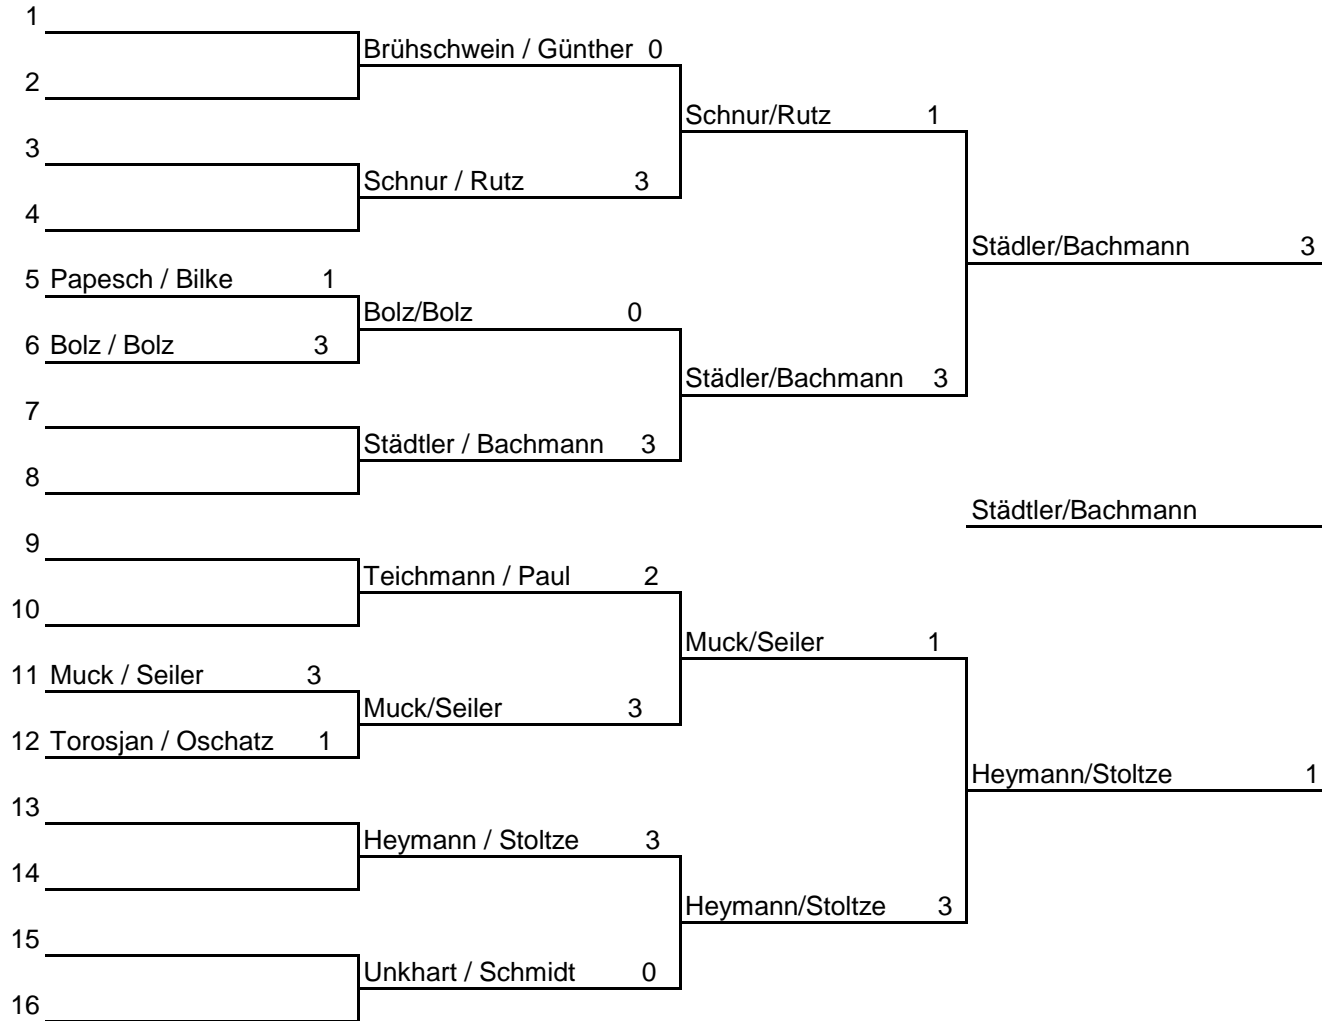 1
Brühschwein / Günther 0
2
Schnur/Rutz 1
3
Schnur / Rutz 3
4
Städler/Bachmann 3
5 Papesch / Bilke 1
Bolz/Bolz 0
6 Bolz / Bolz 3
Städler/Bachmann 3
7
Städtler / Bachmann 3
8
Städtler/Bachmann
9
Teichmann / Paul 2
10
Muck/Seiler 1
11 Muck / Seiler 3
Muck/Seiler 3
12 Torosjan / Oschatz 1
Heymann/Stoltze 1
13
Heymann / Stoltze 3
14
Heymann/Stoltze 3
15
Unkhart / Schmidt 0
16